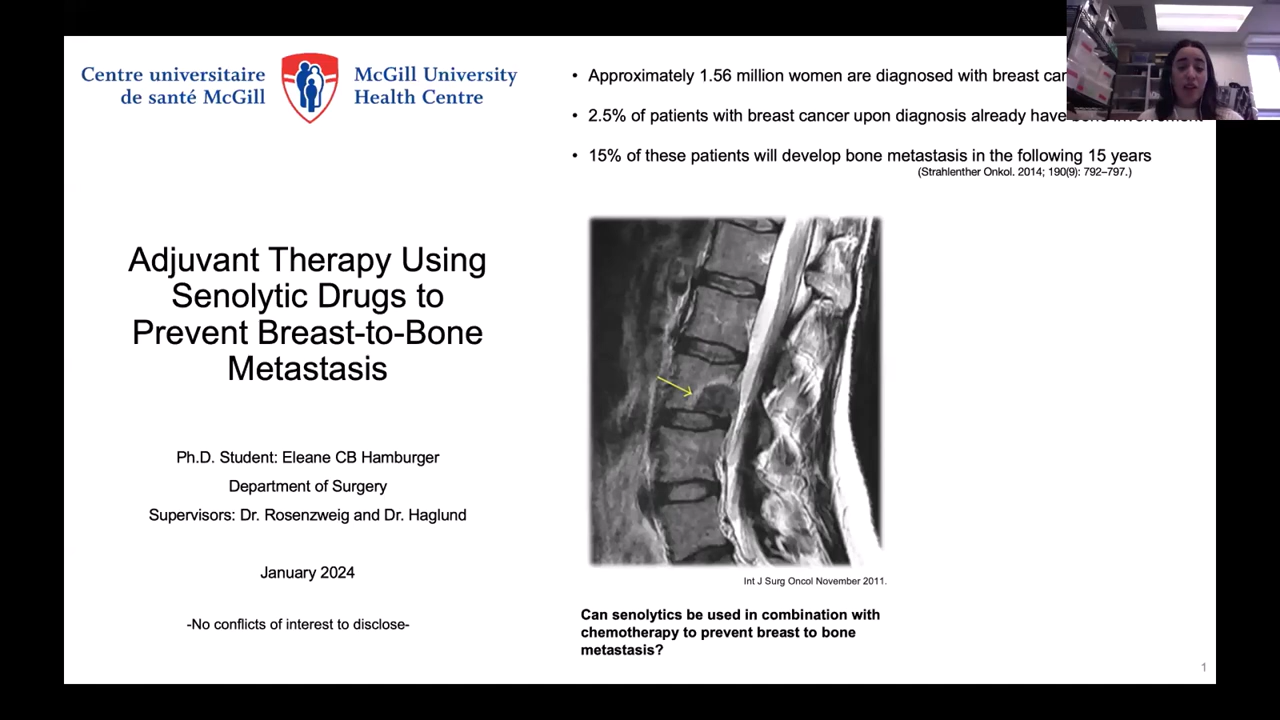 Centre universitaire
de santé McGill
McGill University
Health Centre
Adjuvant Therapy Using
Senolytic Drugs to
Prevent Breast-to-Bone
Metastasis
Ph.D. Student: Eleane CB Hamburger
Department of Surgery
Supervisors: Dr. Rosenzweig and Dr. Haglund
January 2024
-No conflicts of interest to disclose-
• Approximately 1.56 million women are diagnosed with breast
• 2.5% of patients with breast cancer upon diagnosis already have
• 15% of these patients will develop bone metastasis in the following 15 years
(Strahlenther Onkol. 2014; 190(9): 792–797.)
Int J Surg Oncol November 2011.
Can senolytics be used in combination with
chemotherapy to prevent breast to bone
metastasis?
1